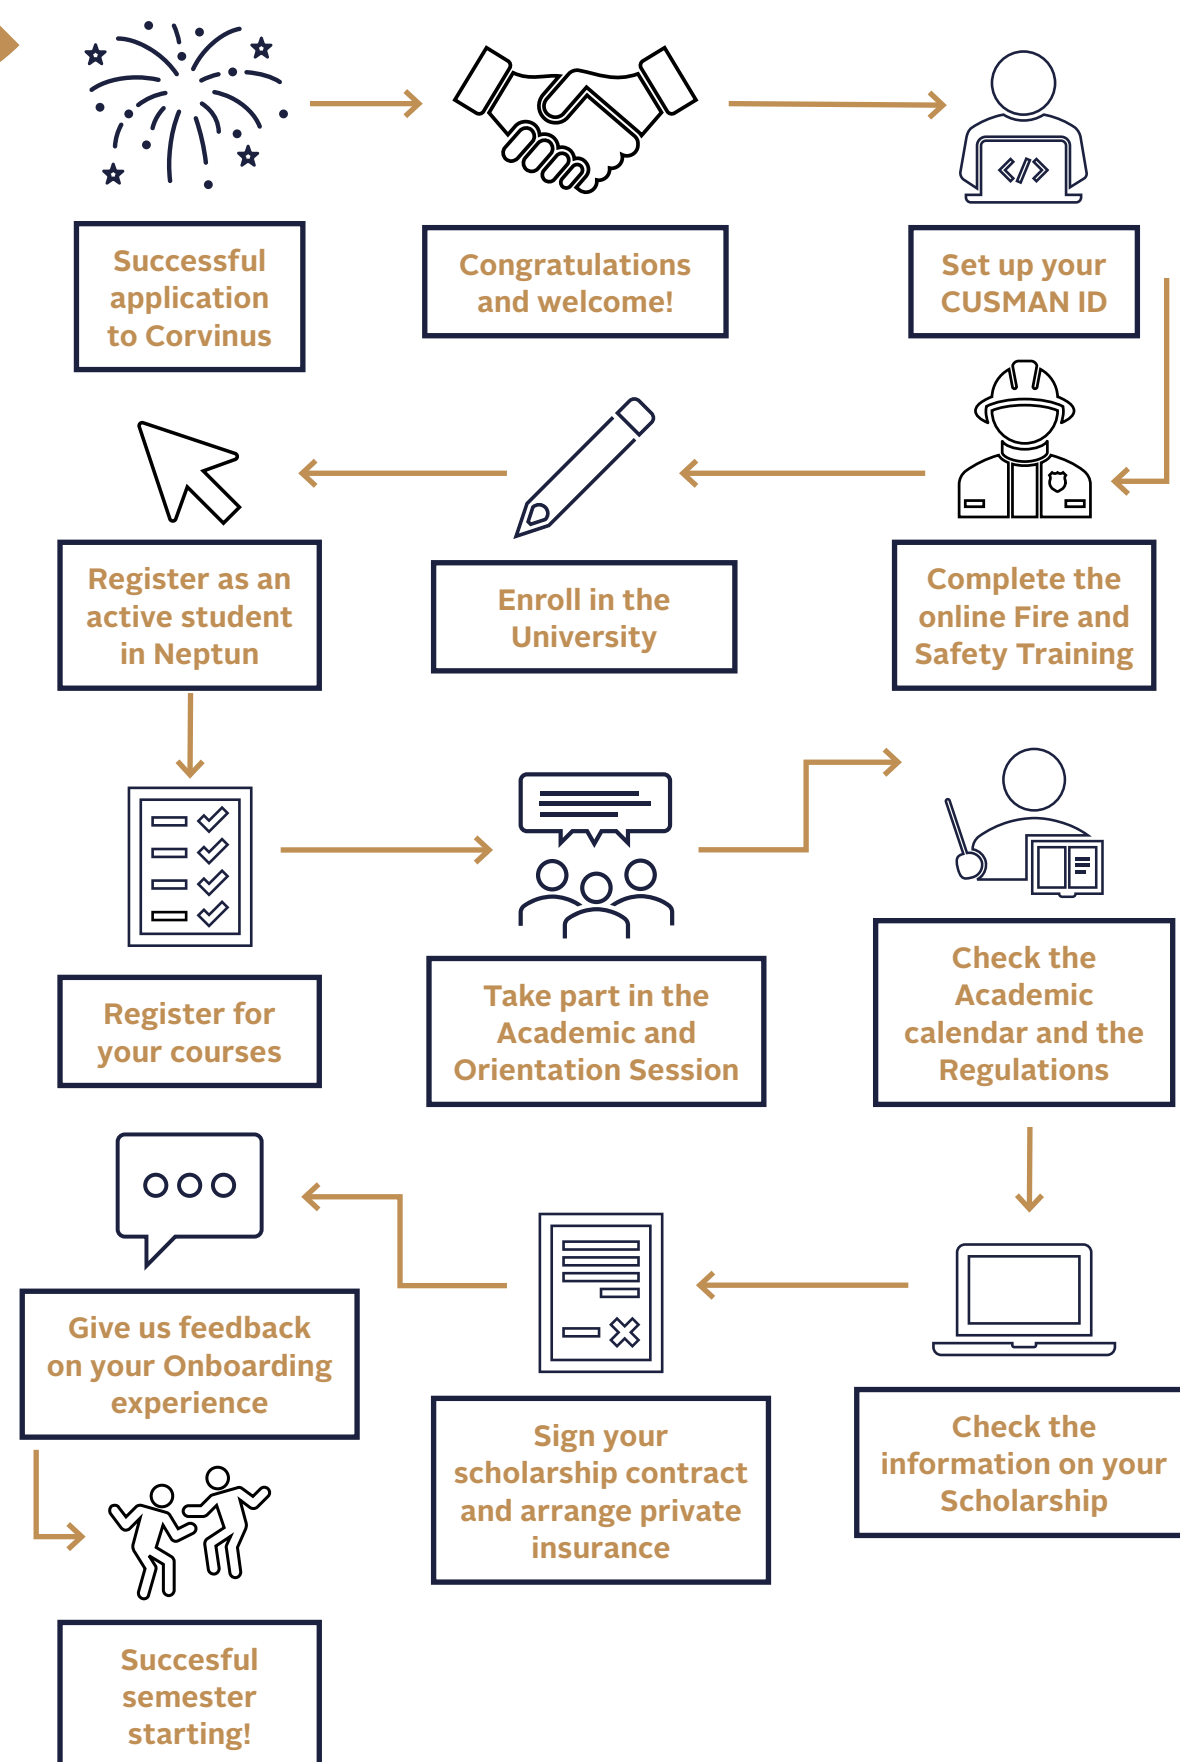 Successful
application
to Corvinus
Congratulations
and welcome!
Set up your
CUSMAN ID
Complete the
online Fire and
Safety Training
Enroll in the
University
Register as an
active student
in Neptun
Register for
your courses
Take part in the
Academic and
Orientation Session
Check the
Academic
calendar and the
Regulations
Check the
information on your
Scholarship
Sign your
scholarship contract
and arrange private
insurance
Give us feedback
on your Onboarding
experience
Succesful
semester
starting!